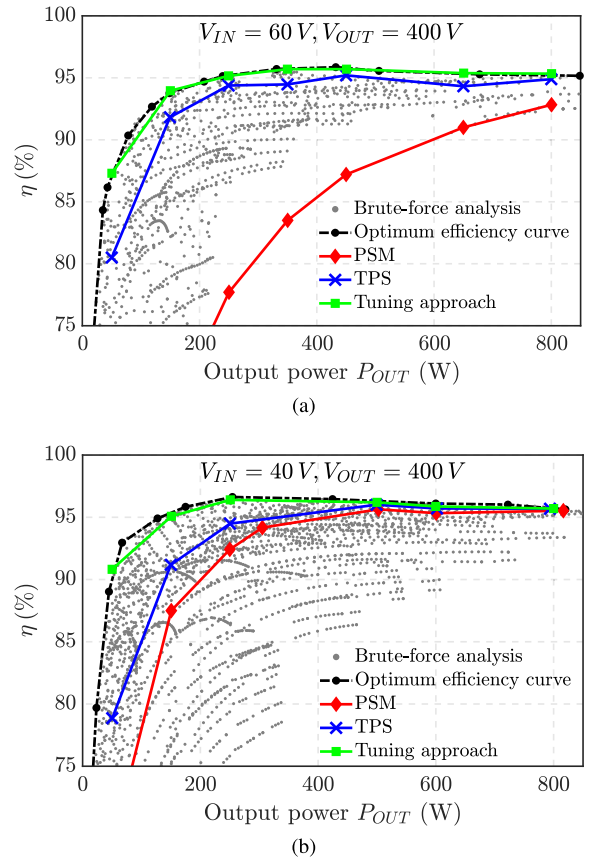 V_IN = 60 V, V_OUT = 400 V
100
95
90
85
80
75
η (%)
Brute-force analysis
Optimum efficiency curve
PSM
TPS
Tuning approach
0 200 400 600 800
Output power P_OUT (W)
(a)
V_IN = 40 V, V_OUT = 400 V
100
95
90
85
80
75
η (%)
Brute-force analysis
Optimum efficiency curve
PSM
TPS
Tuning approach
0 200 400 600 800
Output power P_OUT (W)
(b)